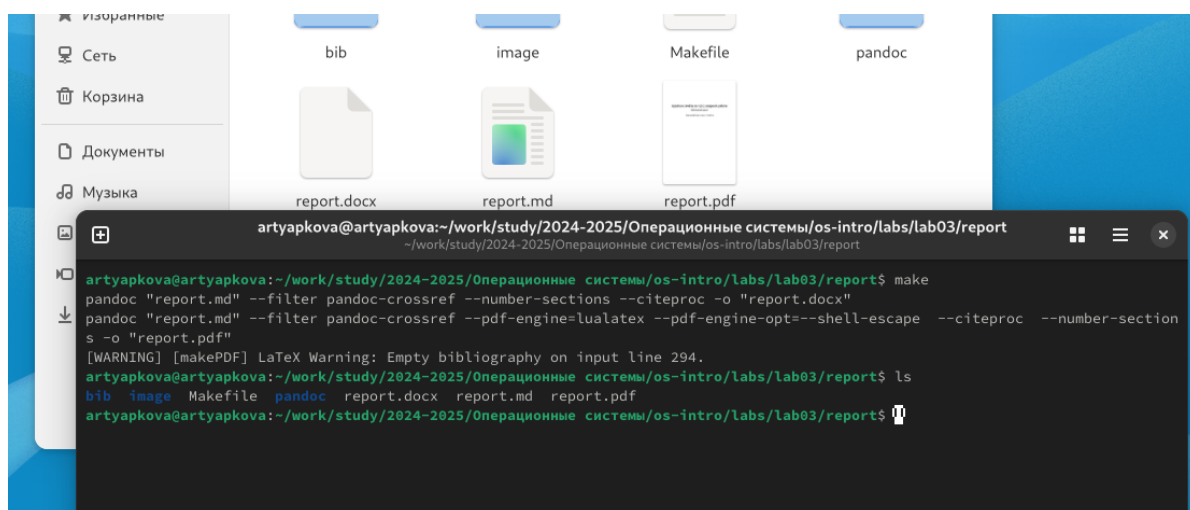 Избранные
bib image Makefile pandoc
Сеть
Корзина
Документы
Музыка
report.docx report.md report.pdf
artyapkova@artyapkova:~/work/study/2024-2025/Операционные системы/os-intro/labs/lab03/report
~/work/study/2024-2025/Операционные системы/os-intro/labs/lab03/report
artyapkova@artyapkova:~/work/study/2024-2025/Операционные системы/os-intro/labs/lab03/report$ make
pandoc "report.md" --filter pandoc-crossref --number-sections --citeproc -o "report.docx"
pandoc "report.md" --filter pandoc-crossref --pdf-engine=lualatex --pdf-engine-opt=--shell-escape --citeproc --number-section
s -o "report.pdf"
[WARNING] [makePDF] LaTeX Warning: Empty bibliography on input line 294.
artyapkova@artyapkova:~/work/study/2024-2025/Операционные системы/os-intro/labs/lab03/report$ ls
bib image Makefile pandoc report.docx report.md report.pdf
artyapkova@artyapkova:~/work/study/2024-2025/Операционные системы/os-intro/labs/lab03/report$